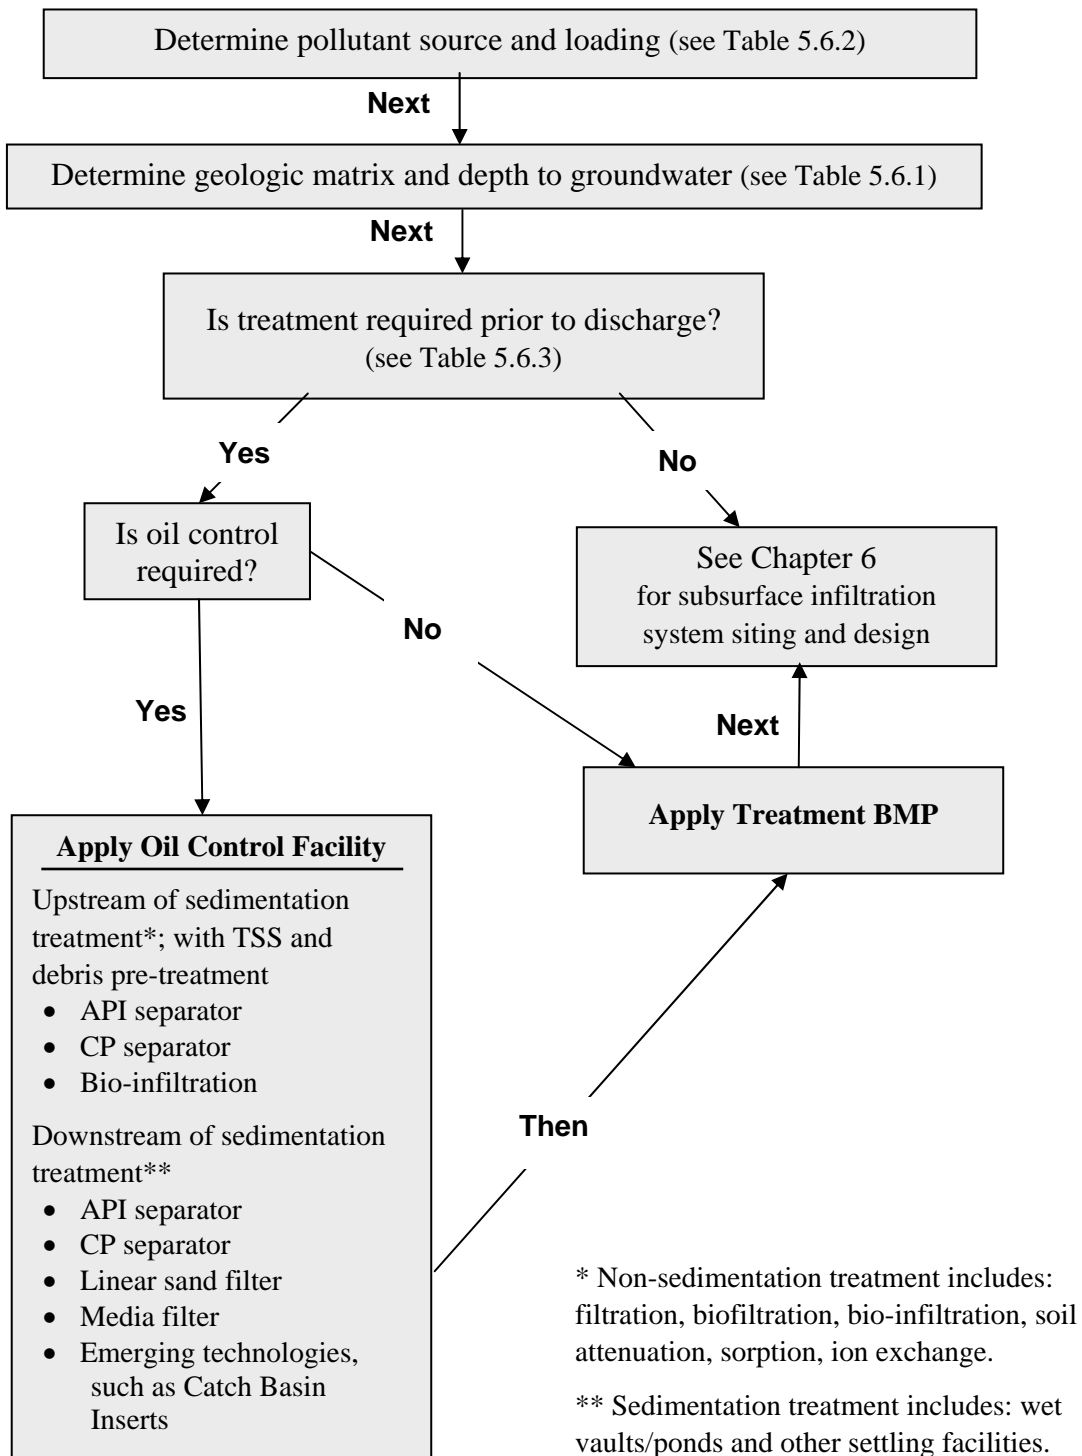 Determine pollutant source and loading (see Table 5.6.2)
Next
Determine geologic matrix and depth to groundwater (see Table 5.6.1)
Next
Is treatment required prior to discharge?
(see Table 5.6.3)
Yes
No
Is oil control
required?
See Chapter 6
for subsurface infiltration
system siting and design
No
Yes
Next
Apply Treatment BMP
Apply Oil Control Facility
Upstream of sedimentation
treatment*; with TSS and
debris pre-treatment
• API separator
• CP separator
• Bio-infiltration
Downstream of sedimentation
treatment**
• API separator
• CP separator
• Linear sand filter
• Media filter
• Emerging technologies,
such as Catch Basin
Inserts
Then
* Non-sedimentation treatment includes:
filtration, biofiltration, bio-infiltration, soil
attenuation, sorption, ion exchange.
** Sedimentation treatment includes: wet
vaults/ponds and other settling facilities.